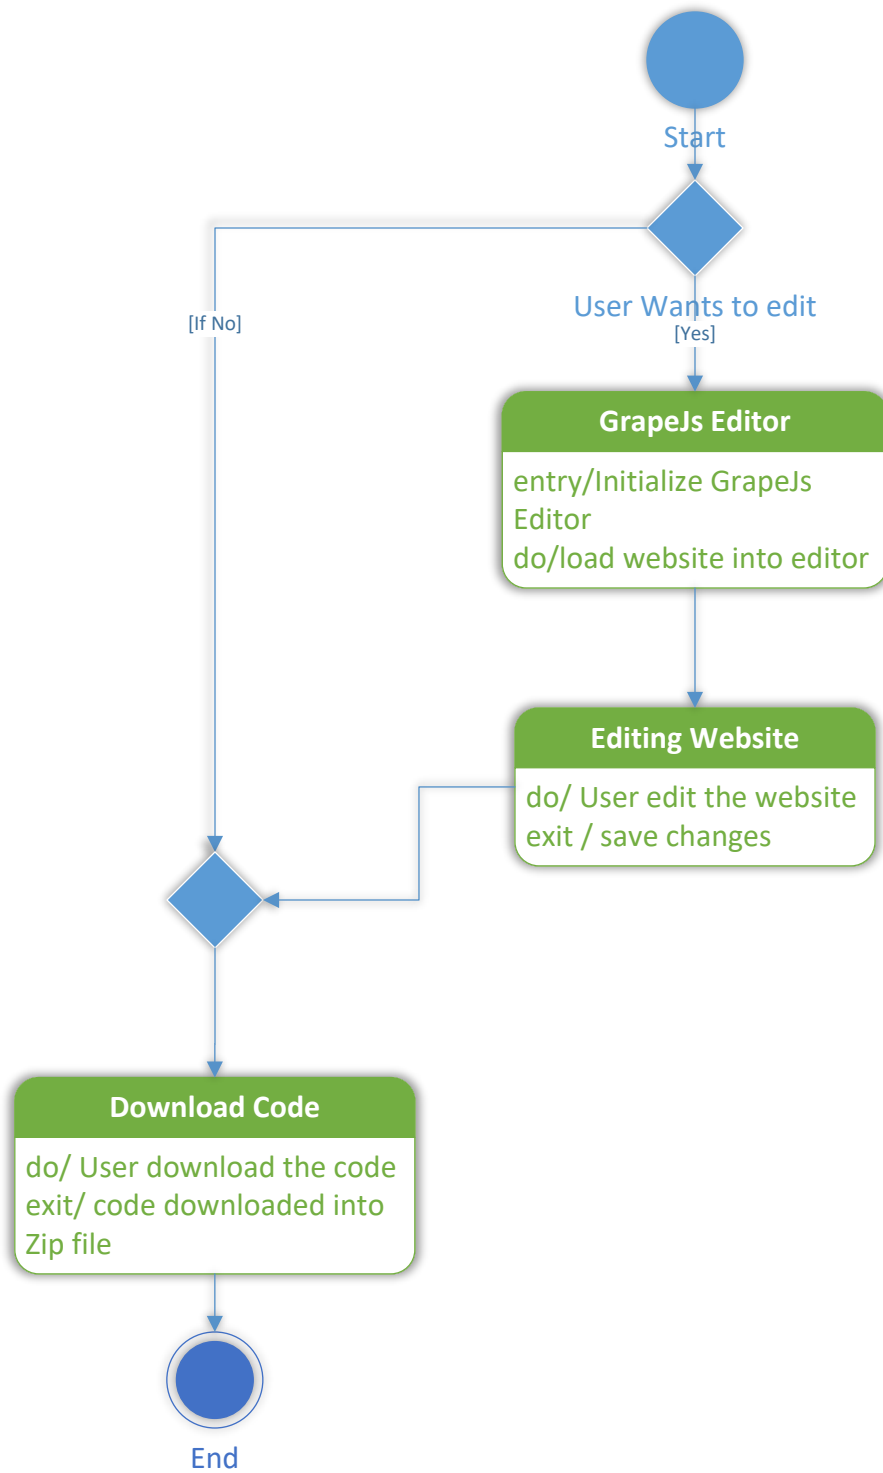 Start
User Wants to edit
[If No]
[Yes]
GrapeJs Editor
entry/Initialize GrapeJs
Editor
do/load website into editor
Editing Website
do/ User edit the website
exit / save changes
Download Code
do/ User download the code
exit/ code downloaded into
Zip file
End